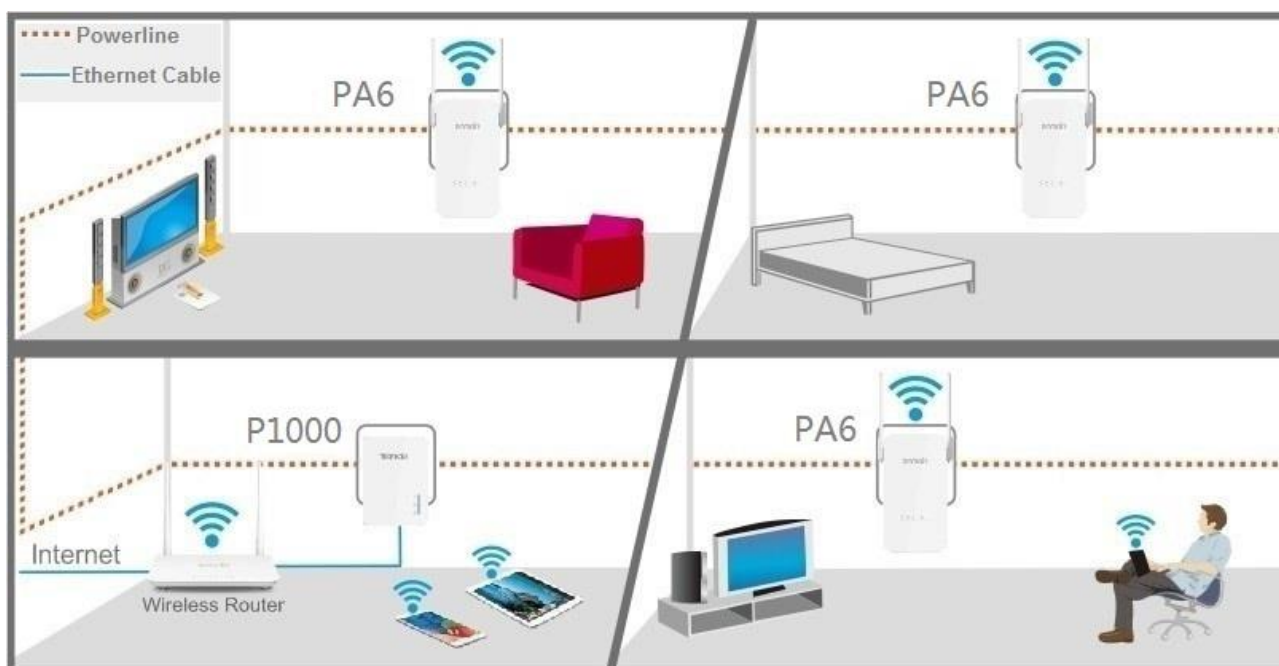 Powerline
Ethernet Cable
PA6
PA6
P1000
PA6
Internet
Wireless Router